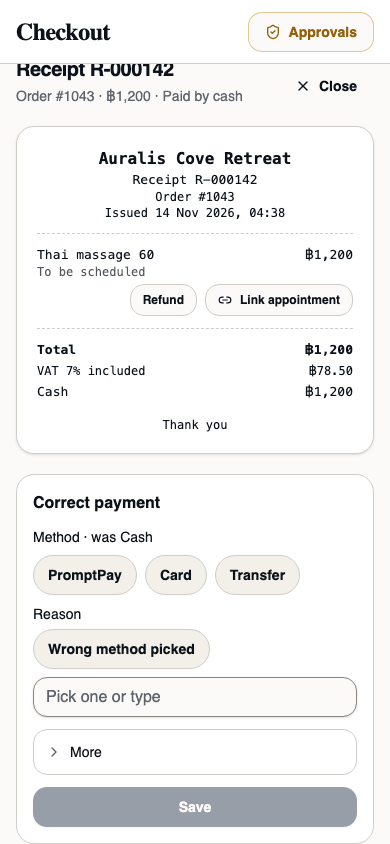 Checkout
Approvals
Receipt R-000142
Order #1043 · ฿1,200 · Paid by cash
Close
Auralis Cove Retreat
Receipt R-000142
Order #1043
Issued 14 Nov 2026, 04:38
Thai massage 60 ฿1,200
To be scheduled
Refund Link appointment
Total ฿1,200
VAT 7% included ฿78.50
Cash ฿1,200
Thank you
Correct payment
Method · was Cash
PromptPay Card Transfer
Reason
Wrong method picked
Pick one or type
More
Save